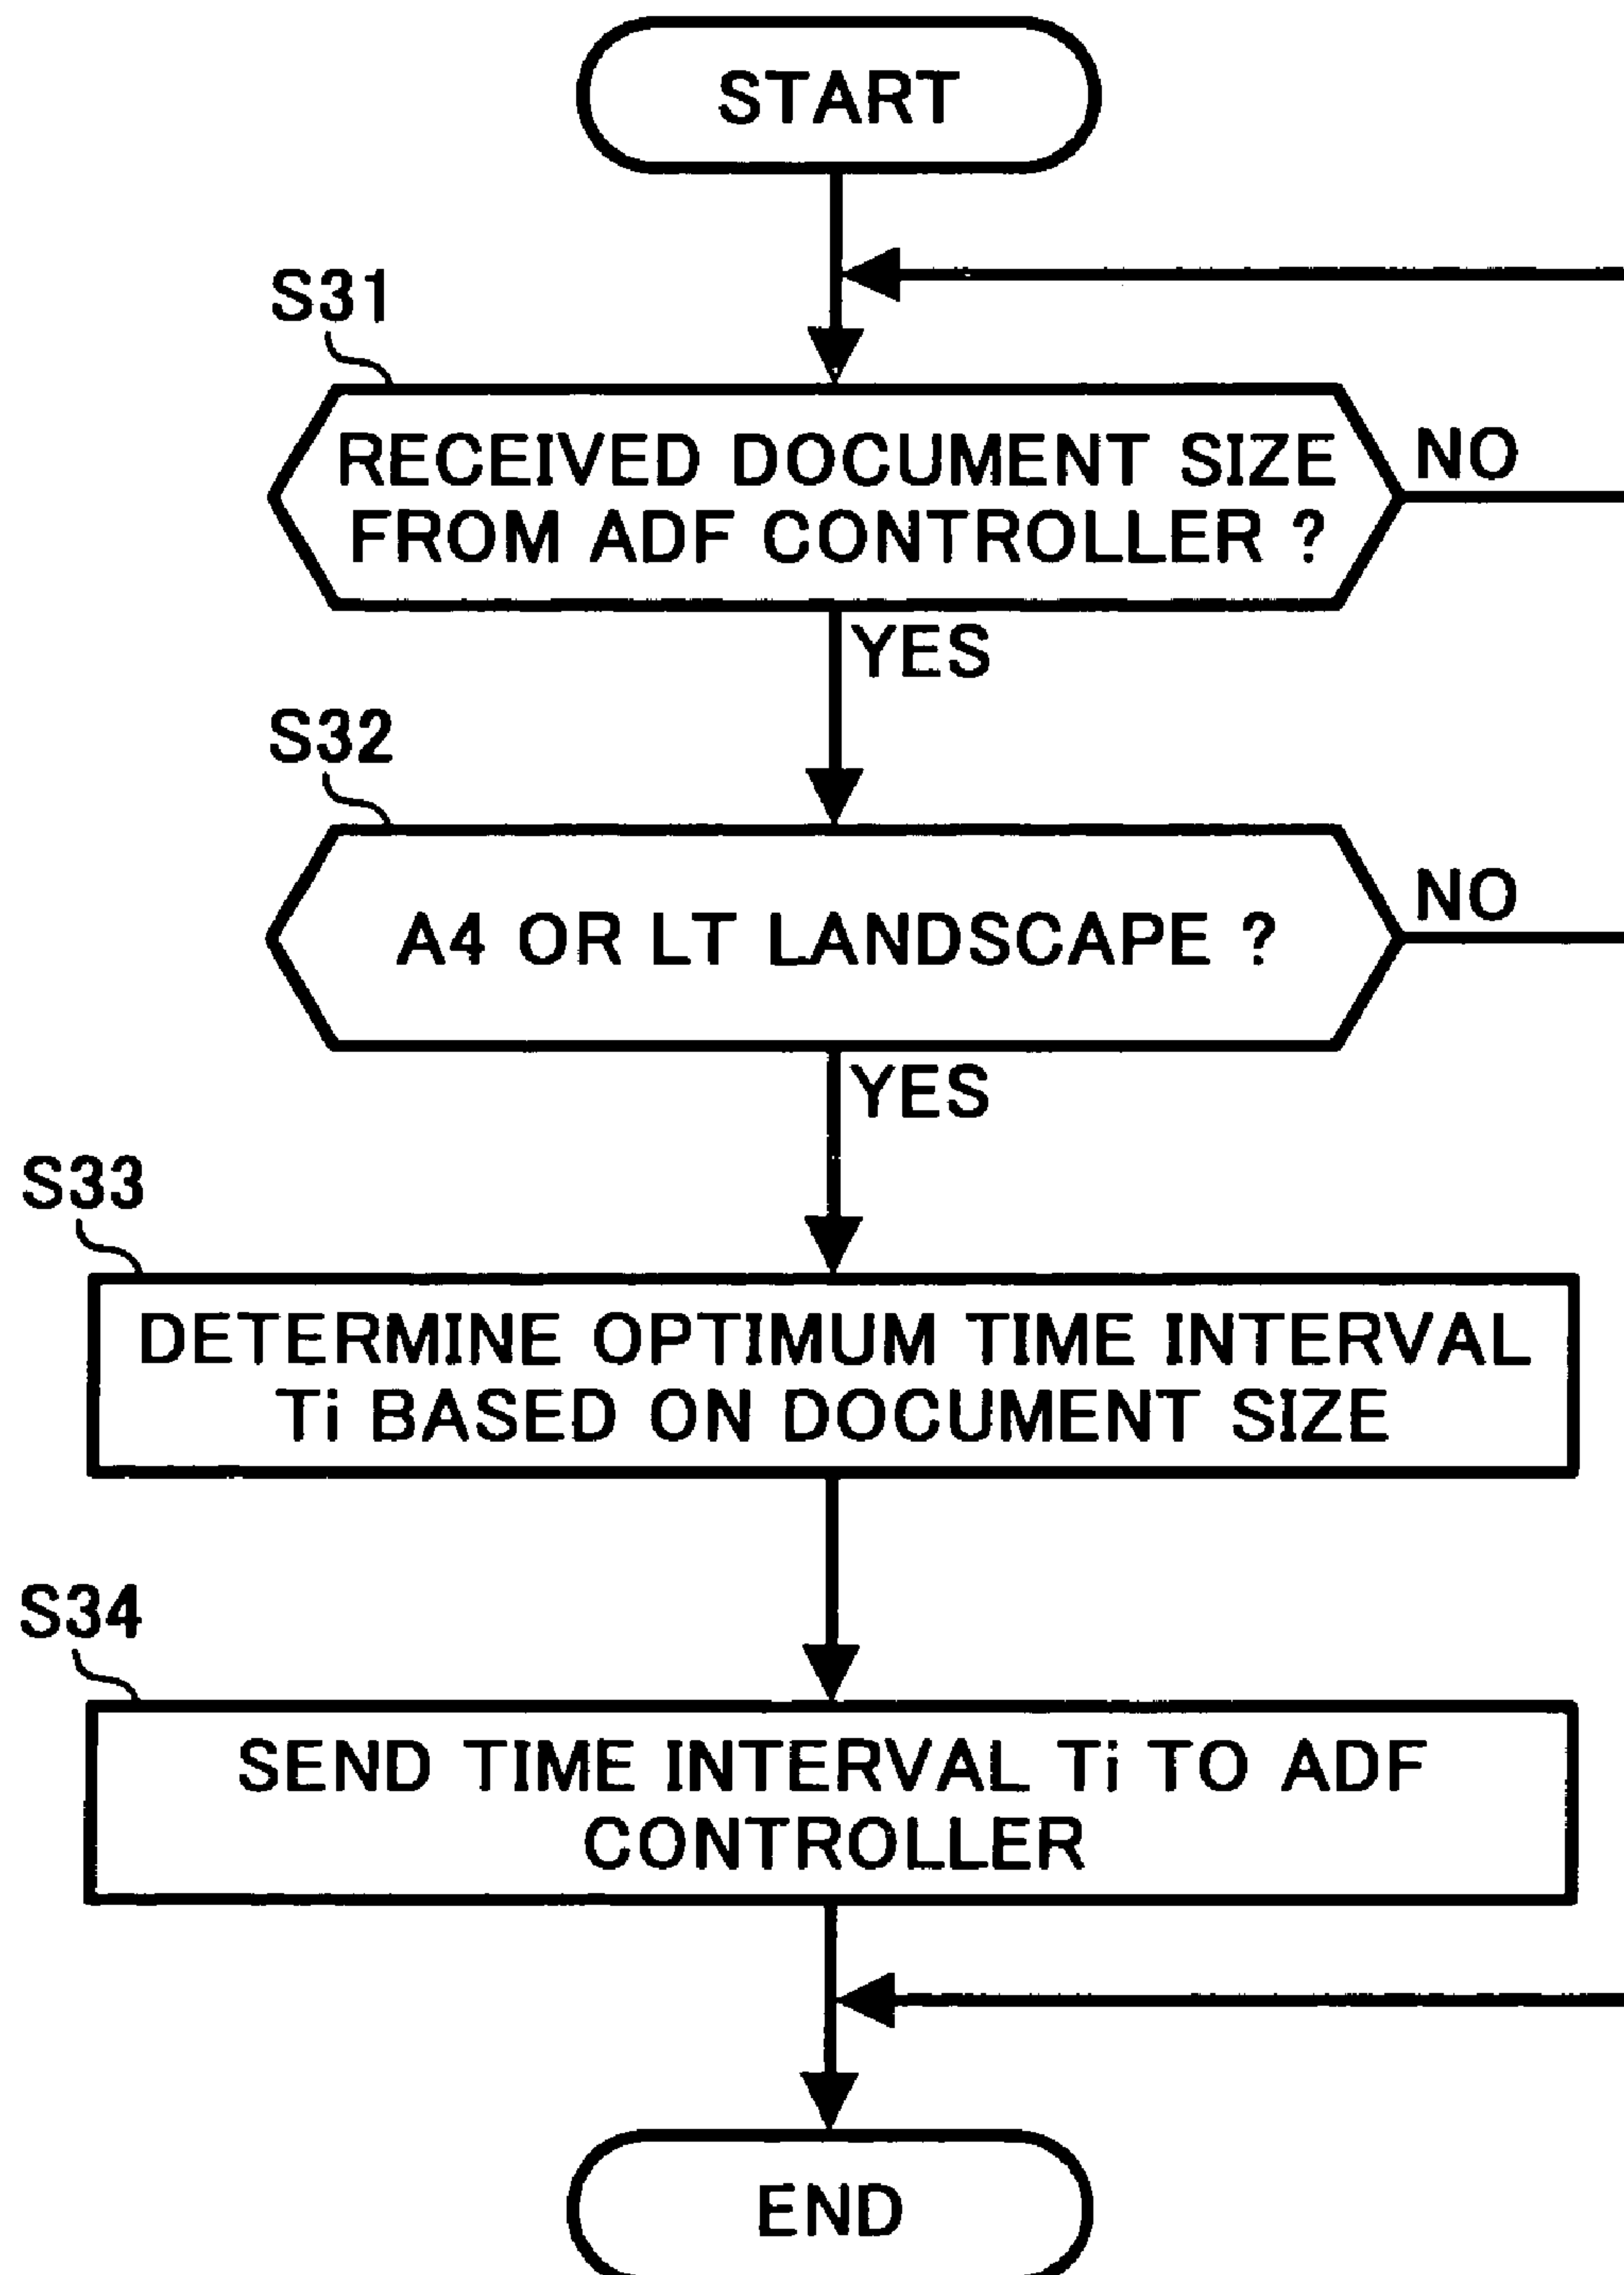 START
S31
RECEIVED DOCUMENT SIZE
FROM ADF CONTROLLER ?
NO
YES
S32
A4 OR LT LANDSCAPE ?
NO
YES
S33
DETERMINE OPTIMUM TIME INTERVAL
Ti BASED ON DOCUMENT SIZE
S34
SEND TIME INTERVAL Ti TO ADF
CONTROLLER
END